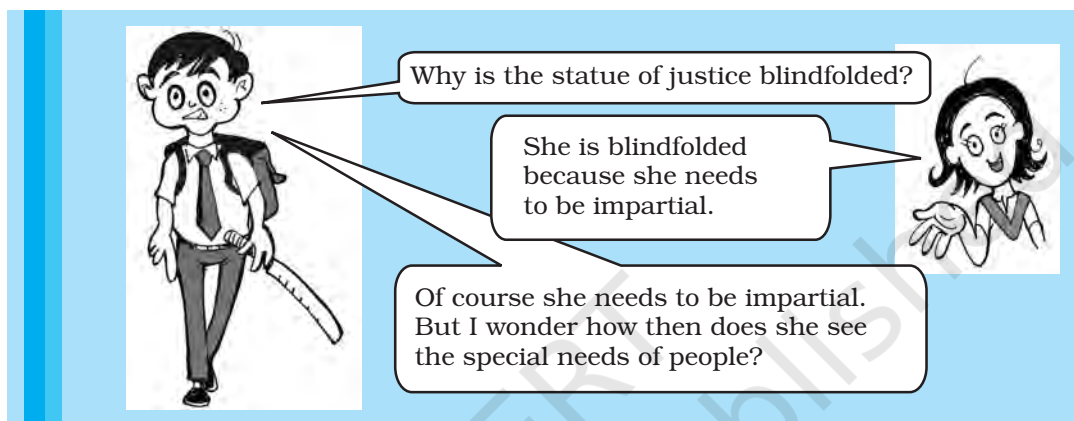 Why is the statue of justice blindfolded?
She is blindfolded
because she needs
to be impartial.
Of course she needs to be impartial.
But I wonder how then does she see
the special needs of people?